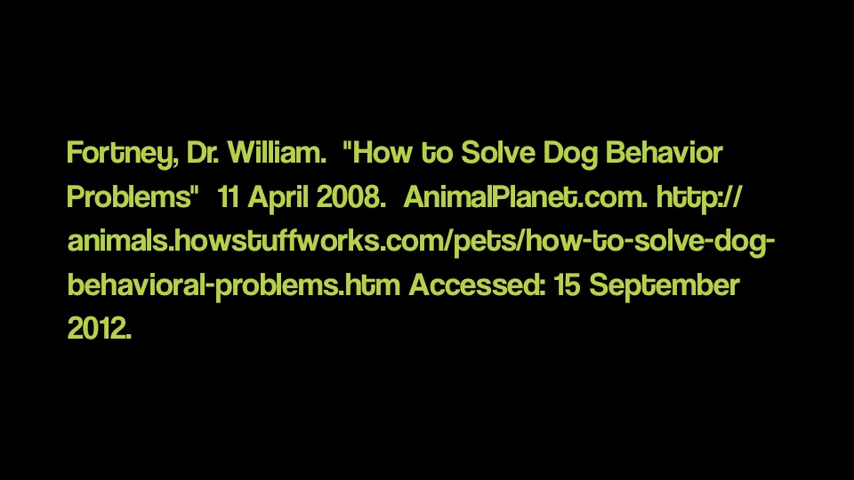 Fortney, Dr. William.  "How to Solve Dog Behavior
Problems"  11 April 2008.  AnimalPlanet.com. http://
animals.howstuffworks.com/pets/how-to-solve-dog-
behavioral-problems.htm Accessed: 15 September
2012.